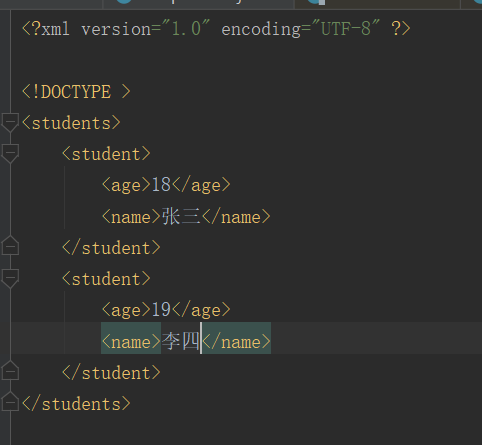 <?xml version="1.0" encoding="UTF-8" ?>
<!DOCTYPE >
<students>
<student>
<age>18</age>
<name>张三</name>
</student>
<student>
<age>19</age>
<name>李四</name>
</student>
</students>